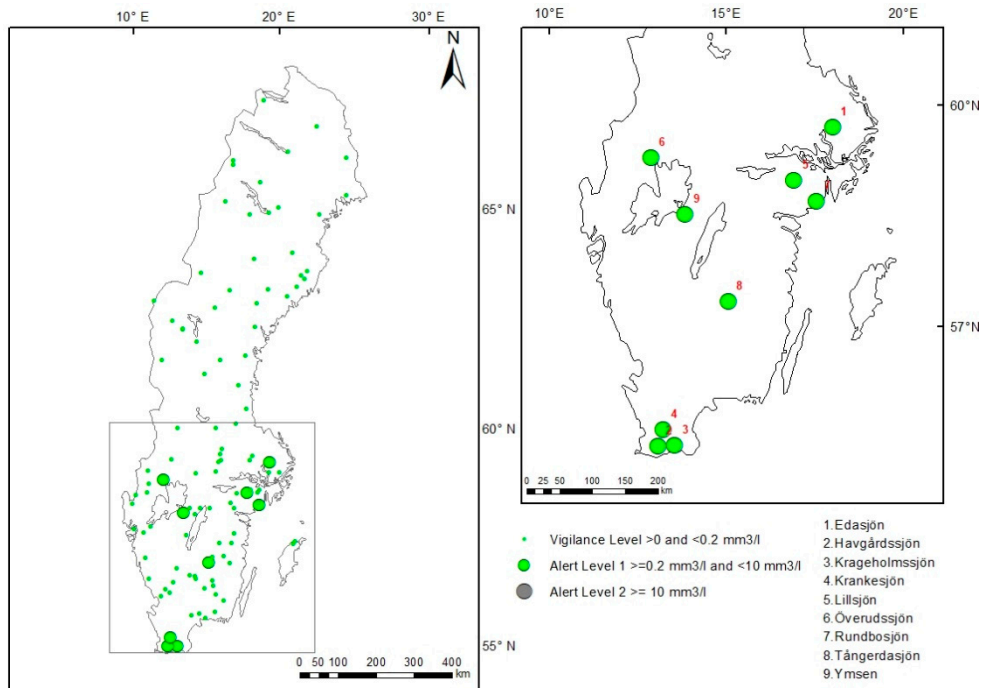 10° E 20° E 30° E
N
65° N
60° N
55° N
0 50 100 200 300 400
km
10° E 15° E 20° E
60° N
57° N
1
6
5
7
9
8
4
2 3
0 25 50 100 150 200
km
Vigilance Level >0 and <0.2 mm3/l
Alert Level 1 >=0.2 mm3/l and <10 mm3/l
Alert Level 2 >= 10 mm3/l
1.Edasjön
2.Havgårdssjön
3.Krageholmssjön
4.Krankesjön
5.Lillsjön
6.Överudssjön
7.Rundbosjön
8.Tångerdasjön
9.Ymsen